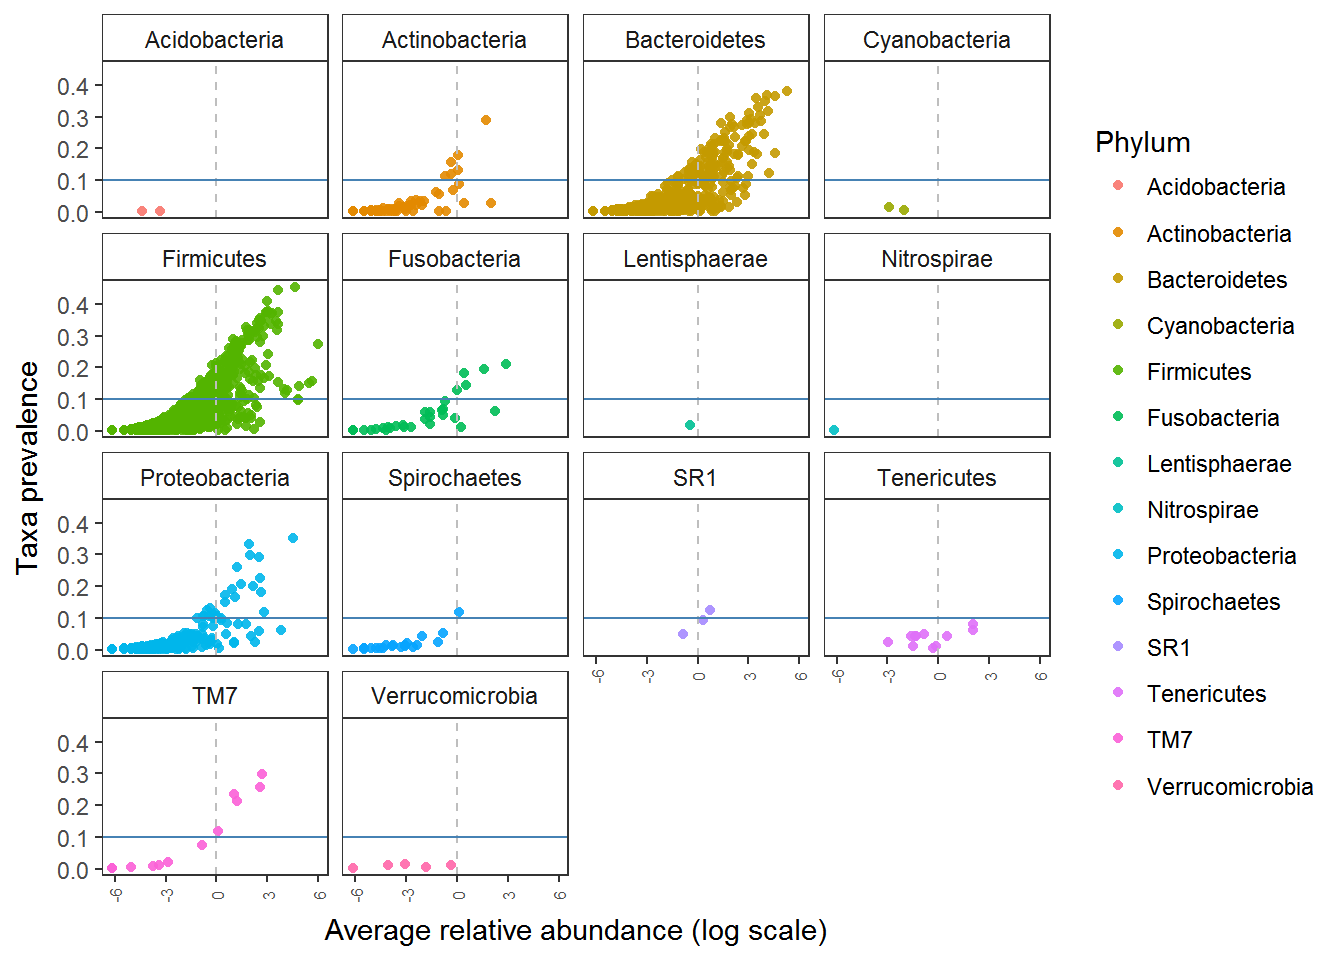 Acidobacteria Actinobacteria Bacteroidetes Cyanobacteria
0.4
0.3
0.2
0.1
0.0
Firmicutes Fusobacteria Lentisphaerae Nitrospirae
0.4
0.3
0.2
0.1
0.0
Proteobacteria Spirochaetes SR1 Tenericutes
0.4
0.3
0.2
0.1
0.0
-6 -3 0 3 6 -6 -3 0 3 6
TM7 Verrucomicrobia
0.4
0.3
0.2
0.1
0.0
-6 -3 0 3 6 -6 -3 0 3 6
Taxa prevalence
Average relative abundance (log scale)
Phylum
Acidobacteria
Actinobacteria
Bacteroidetes
Cyanobacteria
Firmicutes
Fusobacteria
Lentisphaerae
Nitrospirae
Proteobacteria
Spirochaetes
SR1
Tenericutes
TM7
Verrucomicrobia